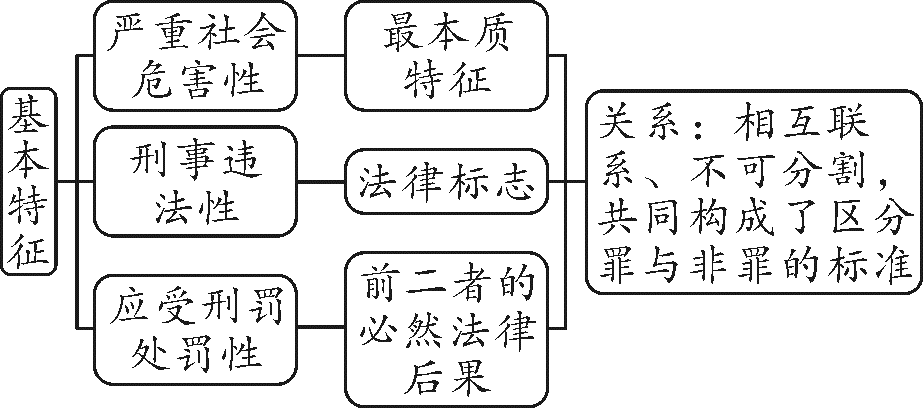 基本特征
严重社会
危害性
最本质
特征
刑事违
法性
法律标志
应受刑罚
处罚性
前二者的
必然法律
后果
关系：相互联
系、不可分割，
共同构成了区分
罪与非罪的标准